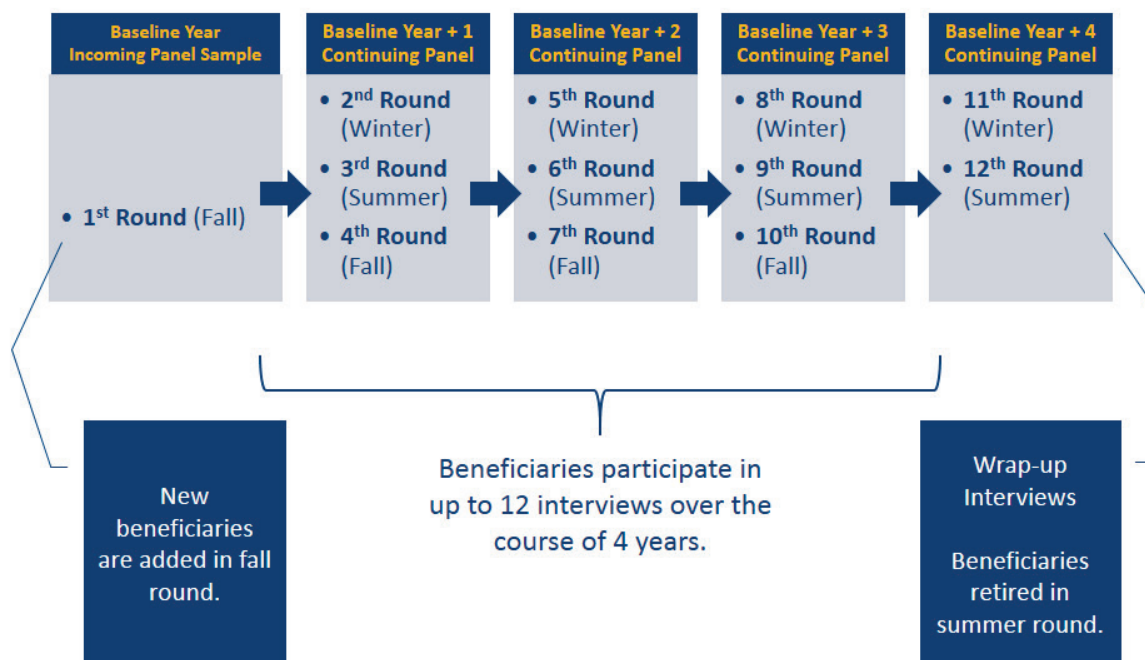 Baseline Year
Incoming Panel Sample
Baseline Year + 1
Continuing Panel
Baseline Year + 2
Continuing Panel
Baseline Year + 3
Continuing Panel
Baseline Year + 4
Continuing Panel
• 1st Round (Fall)
• 2nd Round
(Winter)
• 3rd Round
(Summer)
• 4th Round
(Fall)
• 5th Round
(Winter)
• 6th Round
(Summer)
• 7th Round
(Fall)
• 8th Round
(Winter)
• 9th Round
(Summer)
• 10th Round
(Fall)
• 11th Round
(Winter)
• 12th Round
(Summer)
New
beneficiaries
are added in fall
round.
Beneficiaries participate in
up to 12 interviews over the
course of 4 years.
Wrap-up
Interviews
Beneficiaries
retired in
summer round.